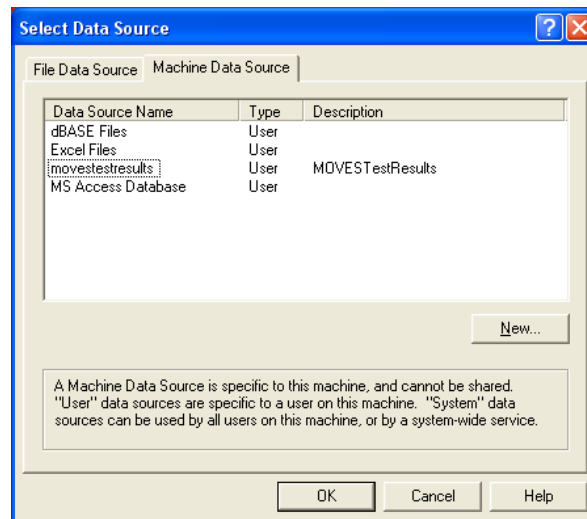 Select Data Source
File Data Source Machine Data Source
Data Source Name Type Description
dBASE Files User
Excel Files User
movestestresults User MOVESTestResults
MS Access Database User
New...
A Machine Data Source is specific to this machine, and cannot be shared.
"User" data sources are specific to a user on this machine. "System" data
sources can be used by all users on this machine, or by a system-wide service.
OK Cancel Help